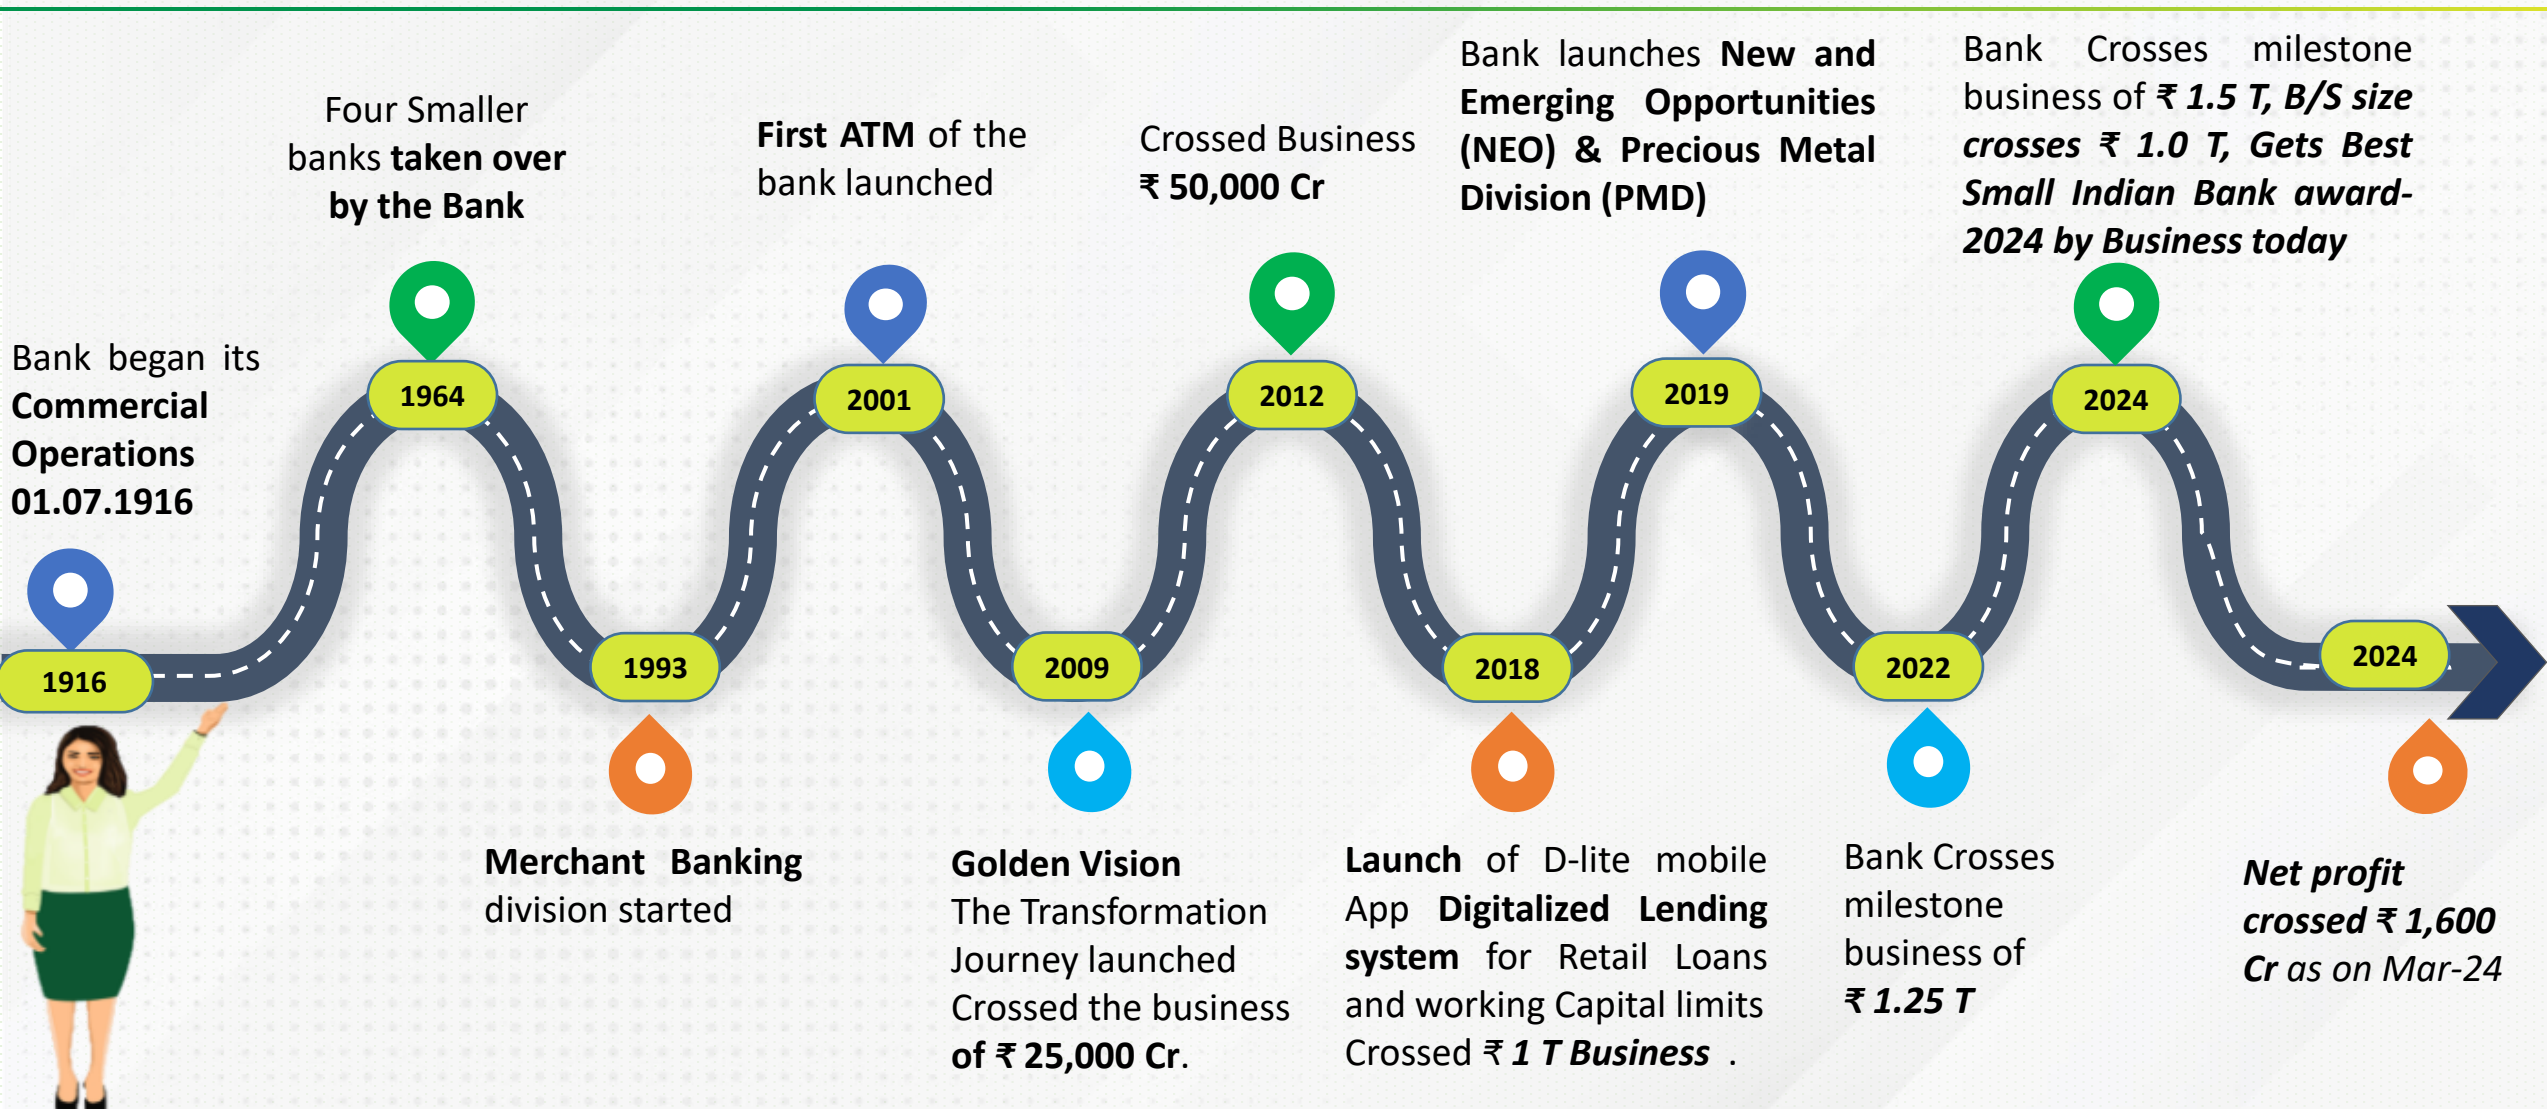 Bank began its
Commercial
Operations
01.07.1916
1916
Four Smaller
banks taken over
by the Bank
1964
1993
Merchant Banking
division started
First ATM of the
bank launched
2001
2009
Golden Vision
The Transformation
Journey launched
Crossed the business
of ₹ 25,000 Cr.
Crossed Business
₹ 50,000 Cr
2012
2018
Launch of D-lite mobile
App Digitalized Lending
system for Retail Loans
and working Capital limits
Crossed ₹ 1 T Business .
Bank launches New and
Emerging Opportunities
(NEO) & Precious Metal
Division (PMD)
2019
2022
Bank Crosses
milestone
business of
₹ 1.25 T
Bank Crosses milestone
business of ₹ 1.5 T, B/S size
crosses ₹ 1.0 T, Gets Best
Small Indian Bank award-
2024 by Business today
2024
2024
Net profit
crossed ₹ 1,600
Cr as on Mar-24